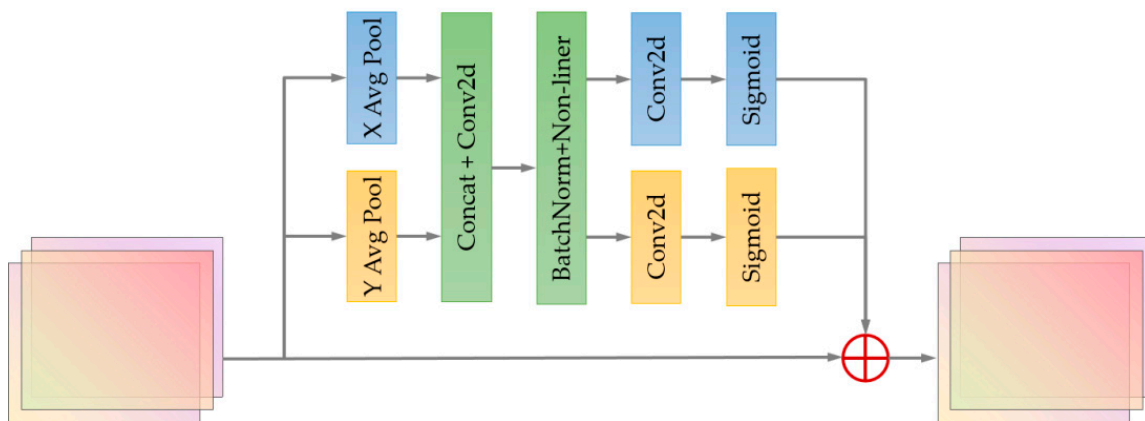 X Avg Pool
Y Avg Pool
Concat + Conv2d
BatchNorm+Non-liner
Conv2d
Conv2d
Sigmoid
Sigmoid